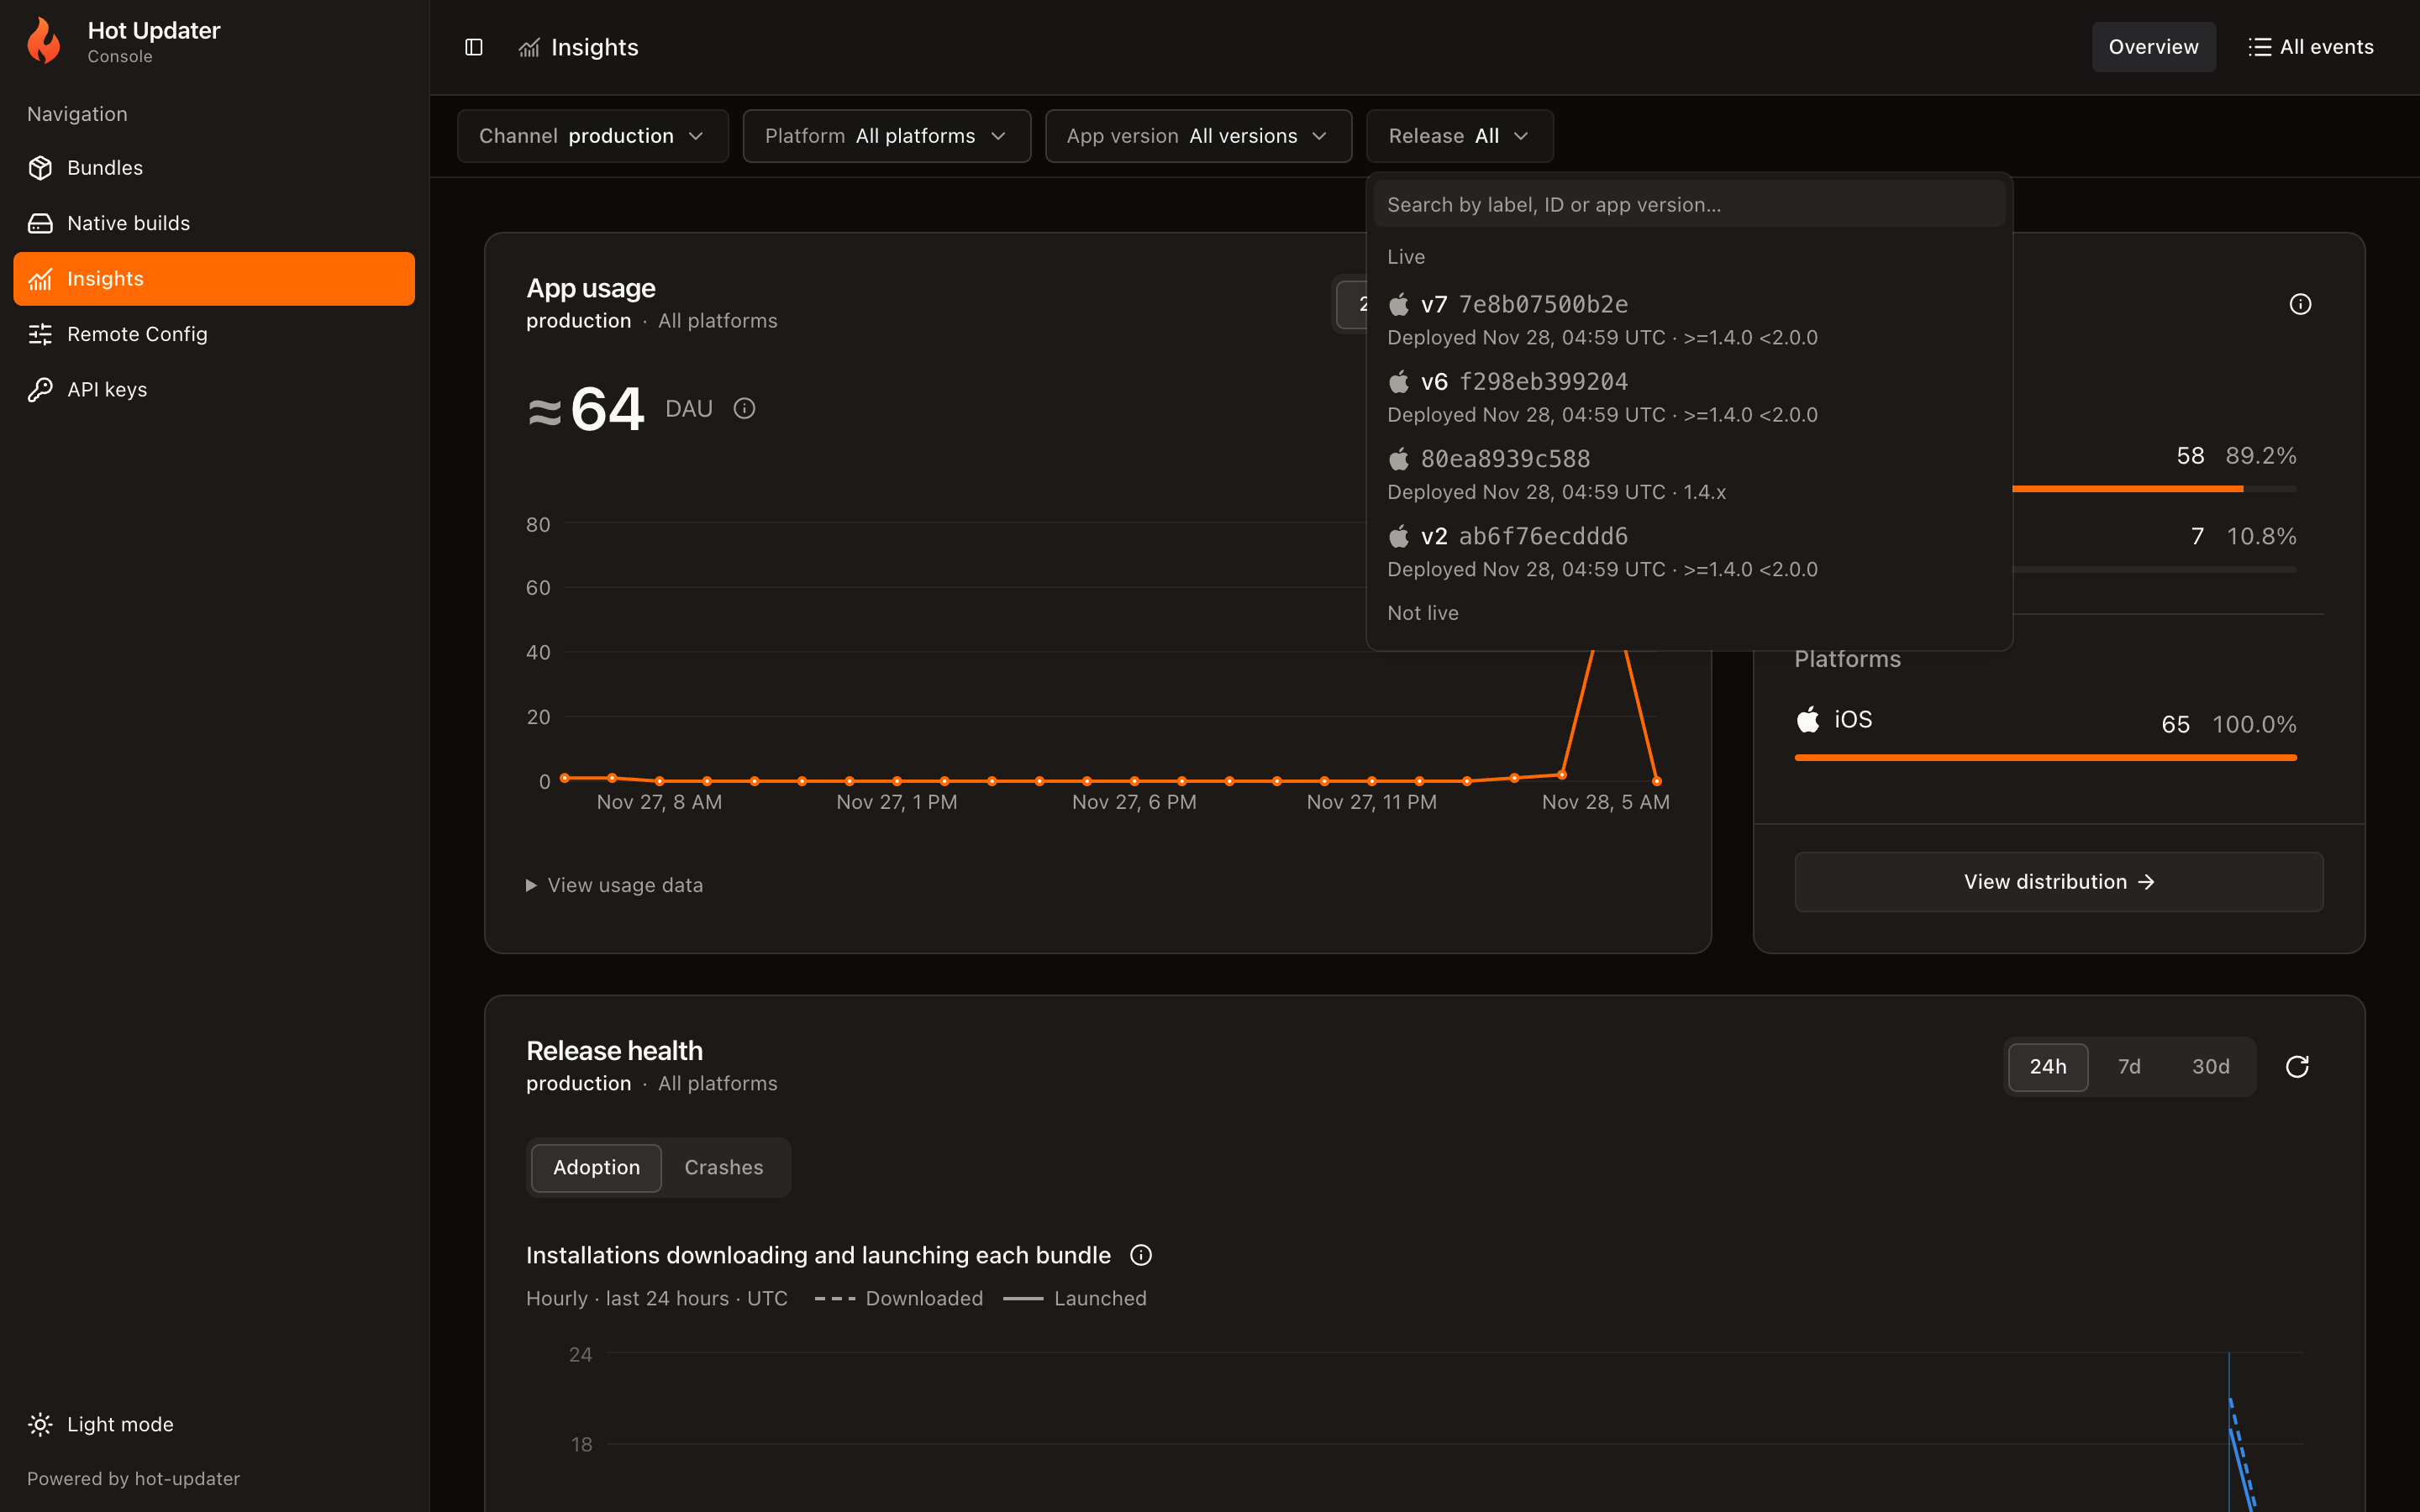 Hot Updater
Console
Navigation
Bundles
Native builds
Insights
Remote Config
API keys
Light mode
Powered by hot-updater
Insights
Overview
All events
Channel production
Platform All platforms
App version All versions
Release All
Search by label, ID or app version...
Live
v7 7e8b07500b2e
Deployed Nov 28, 04:59 UTC · >=1.4.0 <2.0.0
v6 f298eb399204
Deployed Nov 28, 04:59 UTC · >=1.4.0 <2.0.0
80ea8939c588
Deployed Nov 28, 04:59 UTC · 1.4.x
v2 ab6f76ecddd6
Deployed Nov 28, 04:59 UTC · >=1.4.0 <2.0.0
Not live
App usage
production · All platforms
≈64 DAU
80
60
40
20
0
Nov 27, 8 AM
Nov 27, 1 PM
Nov 27, 6 PM
Nov 27, 11 PM
Nov 28, 5 AM
View usage data
58 89.2%
7 10.8%
Platforms
iOS 65 100.0%
View distribution →
Release health
production · All platforms
24h 7d 30d
Adoption Crashes
Installations downloading and launching each bundle
Hourly · last 24 hours · UTC Downloaded Launched
24
18